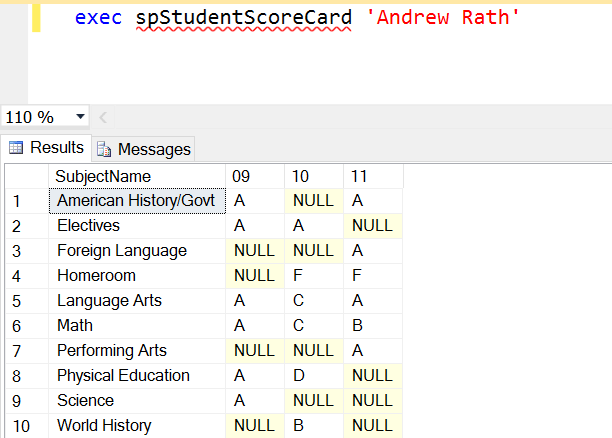 exec spStudentScoreCard 'Andrew Rath'
110 %
Results Messages
SubjectName 09 10 11
1 American History/Govt A NULL A
2 Electives A A NULL
3 Foreign Language NULL NULL A
4 Homeroom NULL F F
5 Language Arts A C A
6 Math A C B
7 Performing Arts NULL NULL A
8 Physical Education A D NULL
9 Science A NULL NULL
10 World History NULL B NULL